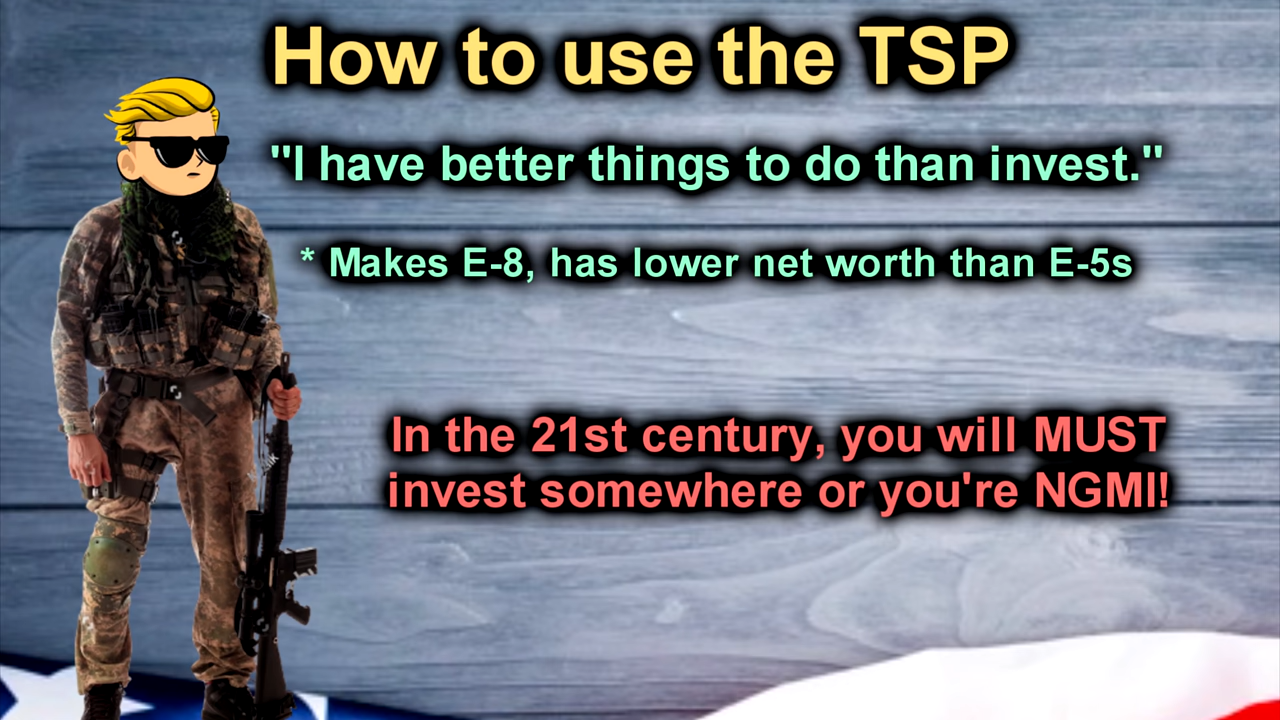 How to use the TSP
"I have better things to do than invest."
* Makes E-8, has lower net worth than E-5s
In the 21st century, you will MUST
invest somewhere or you're NGMI!